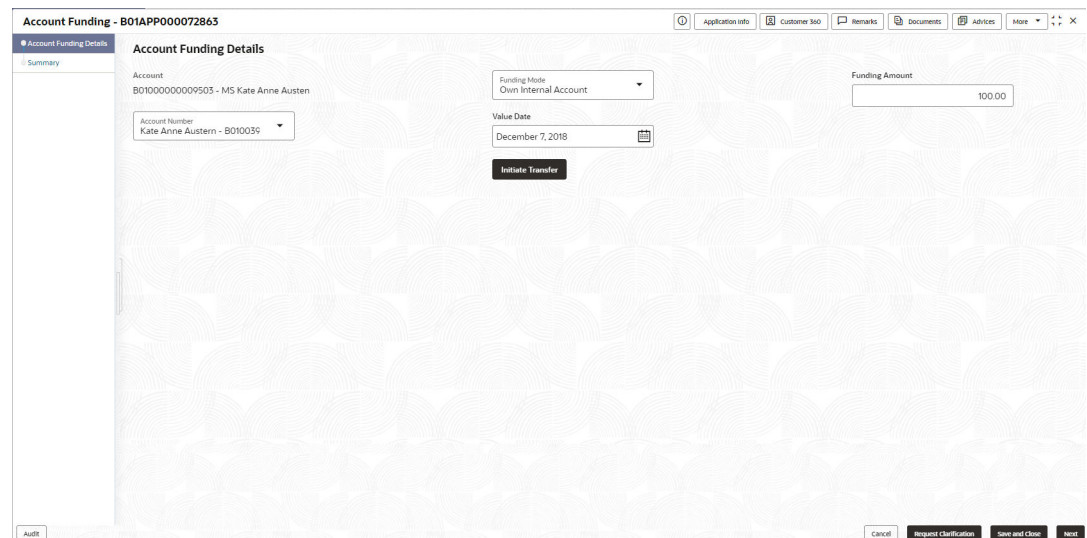 Account Funding - B01APP000072863
Application Info
Customer 360
Remarks
Documents
Advices
More
Account Funding Details
Summary
Account Funding Details
Account
B01000000009503 - MS Kate Anne Austen
Funding Mode
Own Internal Account
Funding Amount
100.00
Account Number
Kate Anne Austern - B010039
Value Date
December 7, 2018
Initiate Transfer
Audit
Cancel
Request Clarification
Save and Close
Next